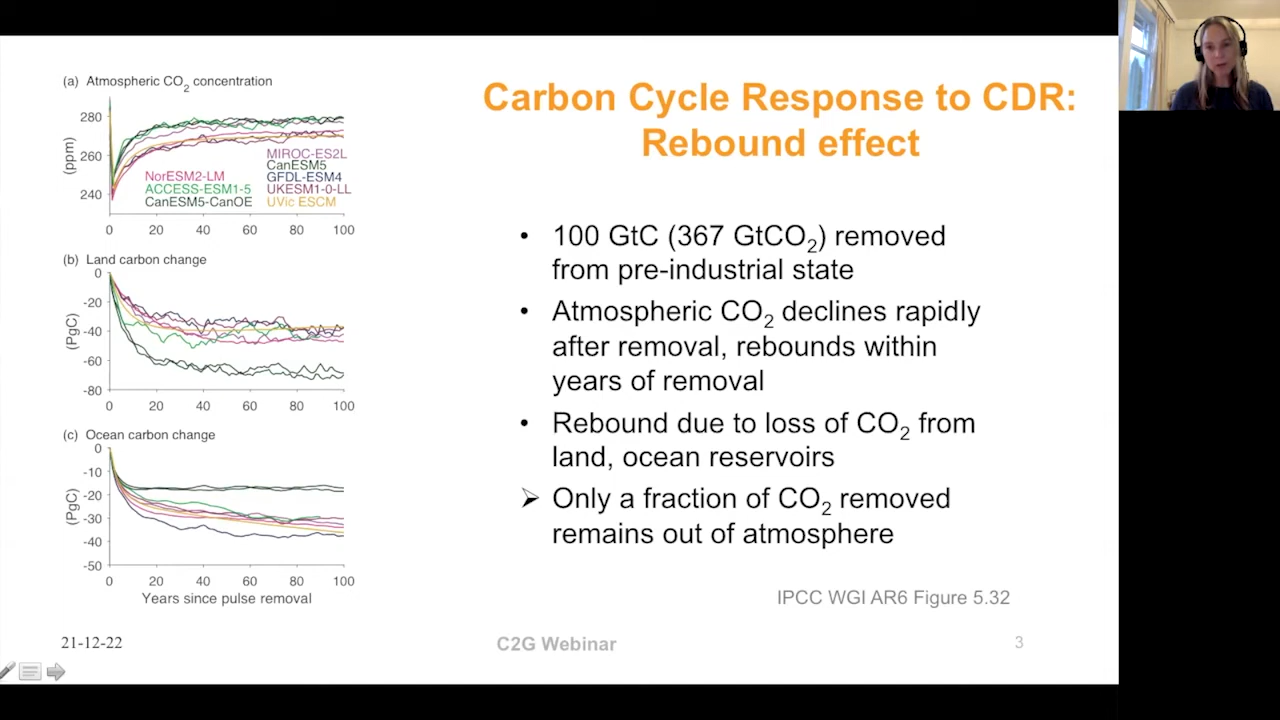 (a) Atmospheric CO2 concentration
280
260
240
(ppm)
MIROC-ES2L
CanESM5
NorESM2-LM
GFDL-ESM4
ACCESS-ESM1-5
UKESM1-0-LL
CanESM5-CanOE
UVic ESCM
0 20 40 60 80 100
(b) Land carbon change
0
-20
-40
-60
-80
(PgC)
0 20 40 60 80 100
(c) Ocean carbon change
0
-10
-20
-30
-40
-50
(PgC)
0 20 40 60 80 100
Years since pulse removal
Carbon Cycle Response to CDR:
Rebound effect
• 100 GtC (367 GtCO2) removed
from pre-industrial state
• Atmospheric CO2 declines rapidly
after removal, rebounds within
years of removal
• Rebound due to loss of CO2 from
land, ocean reservoirs
➢ Only a fraction of CO2 removed
remains out of atmosphere
IPCC WGI AR6 Figure 5.32
21-12-22
C2G Webinar
3